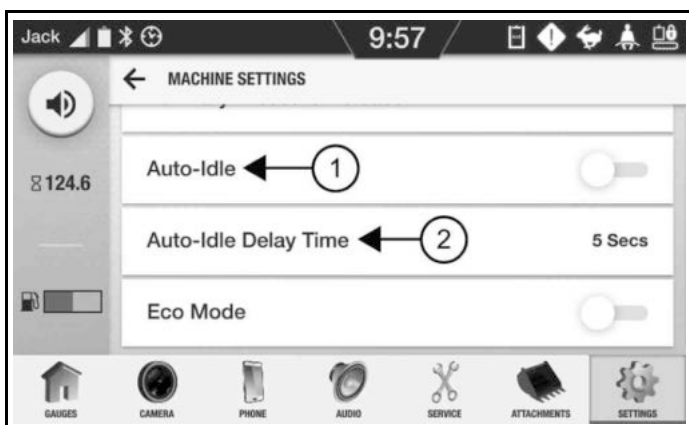 Jack 9:57
MACHINE SETTINGS
Auto-Idle 1
124.6
Auto-Idle Delay Time 2 5 Secs
Eco Mode
GAUGES CAMERA PHONE AUDIO SERVICE ATTACHMENTS SETTINGS